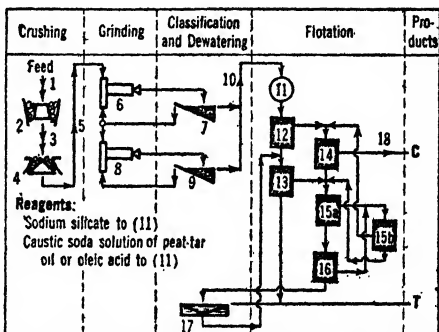 Crushing
Grinding
Classification
and Dewatering
Flotation
Pro-
ducts
Feed
1
2
3
4
5
6
7
8
9
10
11
12
13
14
15a
15b
16
17
18
C
T
Reagents:
Sodium silicate to (11)
Caustic soda solution of peat-tar
oil or oleic acid to (11)